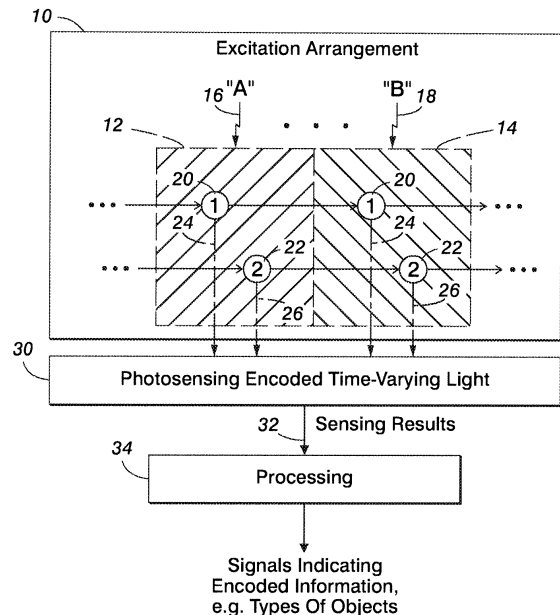 10
Excitation Arrangement
16 "A"
"B" 18
12
14
20
20
1
1
24
24
22
22
2
2
26
26
30
Photosensing Encoded Time-Varying Light
32
Sensing Results
34
Processing
Signals Indicating
Encoded Information,
e.g. Types Of Objects